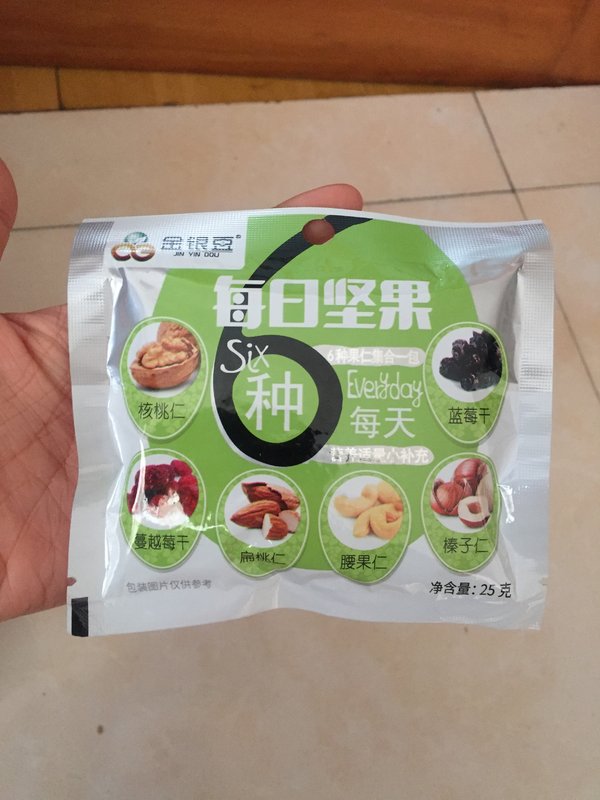 金银豆®
JIN YIN DOU
每日坚果
Six
6
种
6种果仁集合一包
Everyday
每天
营养适量小补充
核桃仁
蓝莓干
蔓越莓干
扁桃仁
腰果仁
榛子仁
包装图片仅供参考
净含量：25克